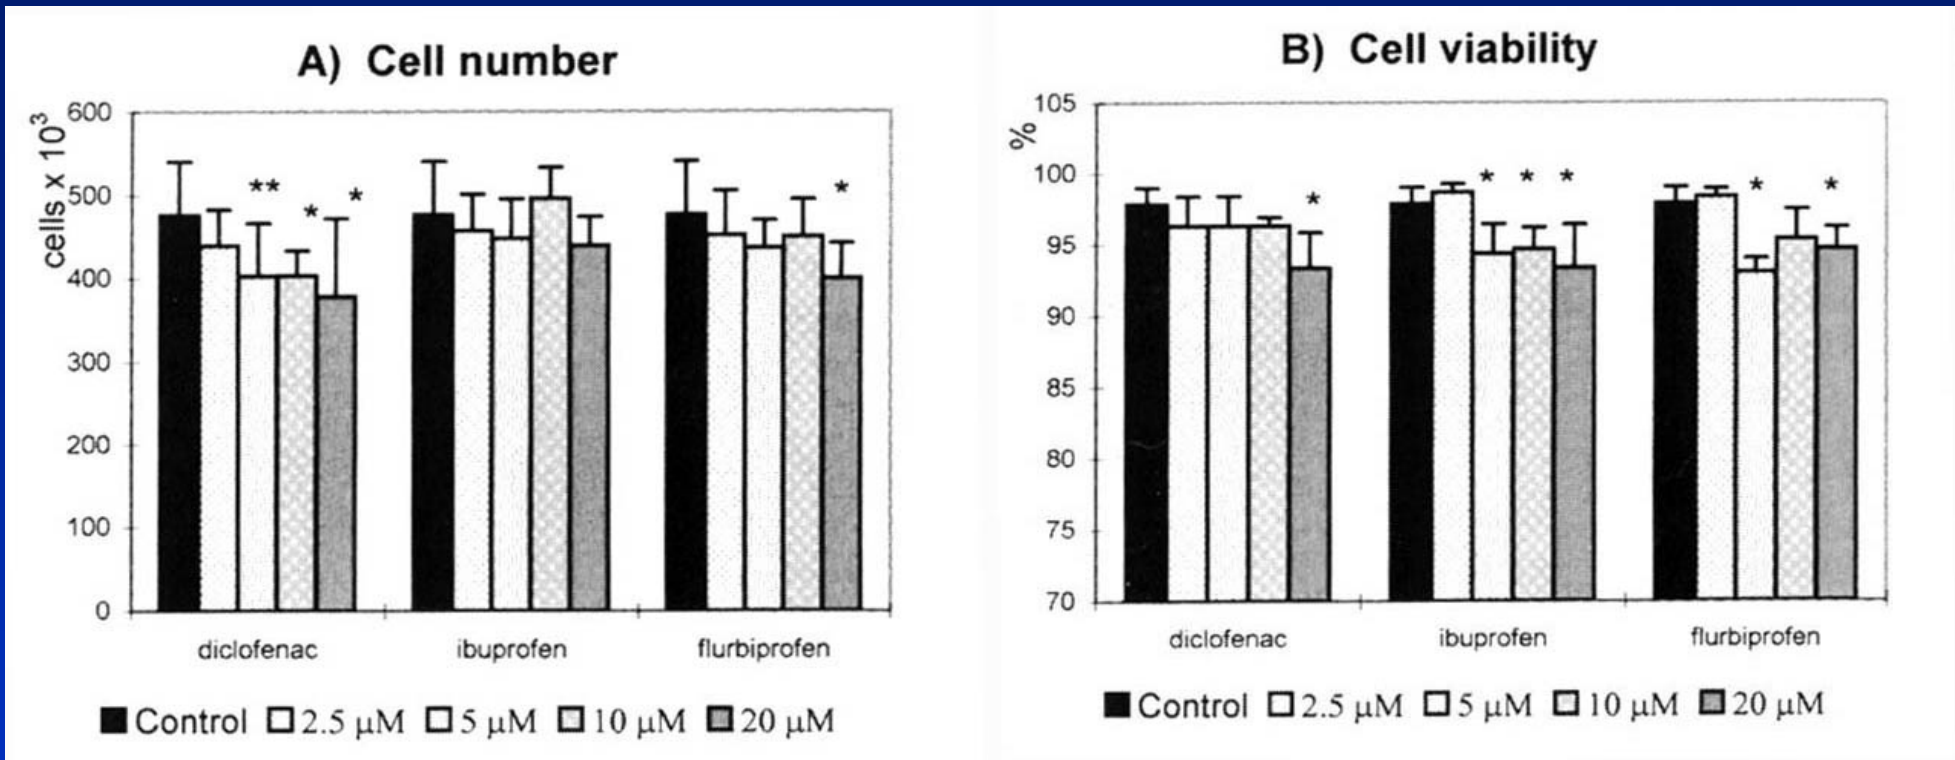 A) Cell number
cells x 10³
600
500
400
300
200
100
0
**
*
*
*
diclofenac
ibuprofen
flurbiprofen
Control 2.5 µM 5 µM 10 µM 20 µM
B) Cell viability
%
105
100
95
90
85
80
75
70
*
* * *
*
*
diclofenac
ibuprofen
flurbiprofen
Control 2.5 µM 5 µM 10 µM 20 µM